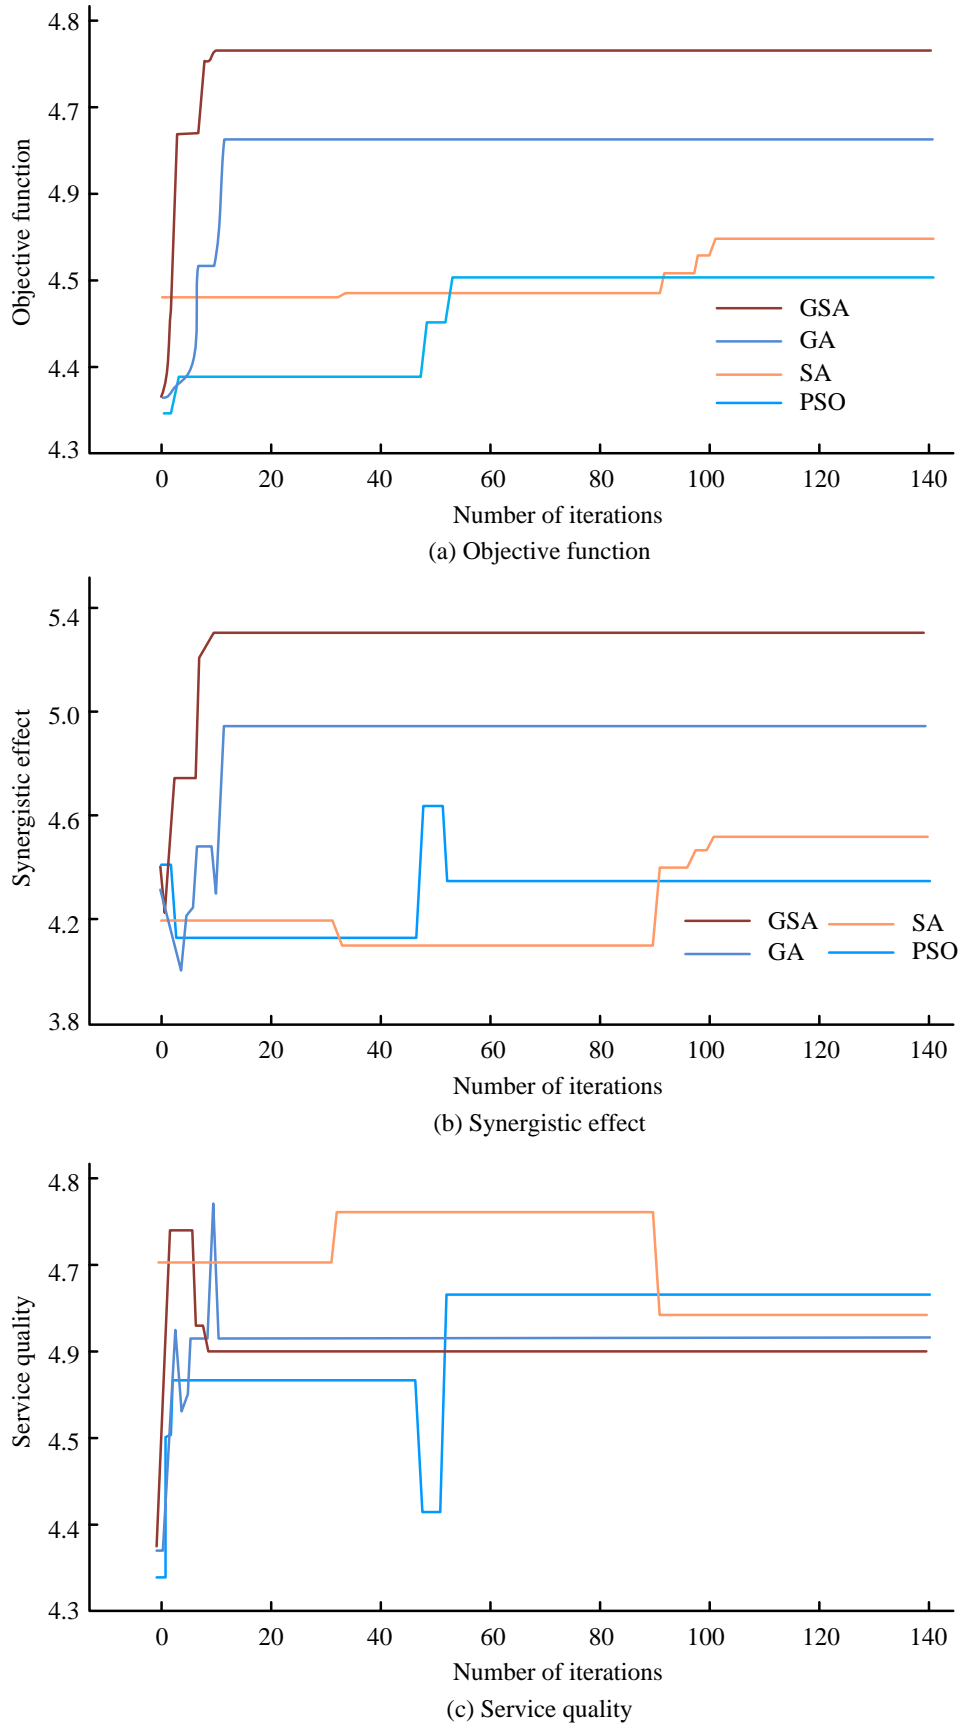 4.8
4.7
4.9
4.5
4.4
4.3
Objective function
GSA
GA
SA
PSO
0 20 40 60 80 100 120 140
Number of iterations
(a) Objective function
5.4
5.0
4.6
4.2
3.8
Synergistic effect
GSA SA
GA PSO
0 20 40 60 80 100 120 140
Number of iterations
(b) Synergistic effect
4.8
4.7
4.9
4.5
4.4
4.3
Service quality
0 20 40 60 80 100 120 140
Number of iterations
(c) Service quality